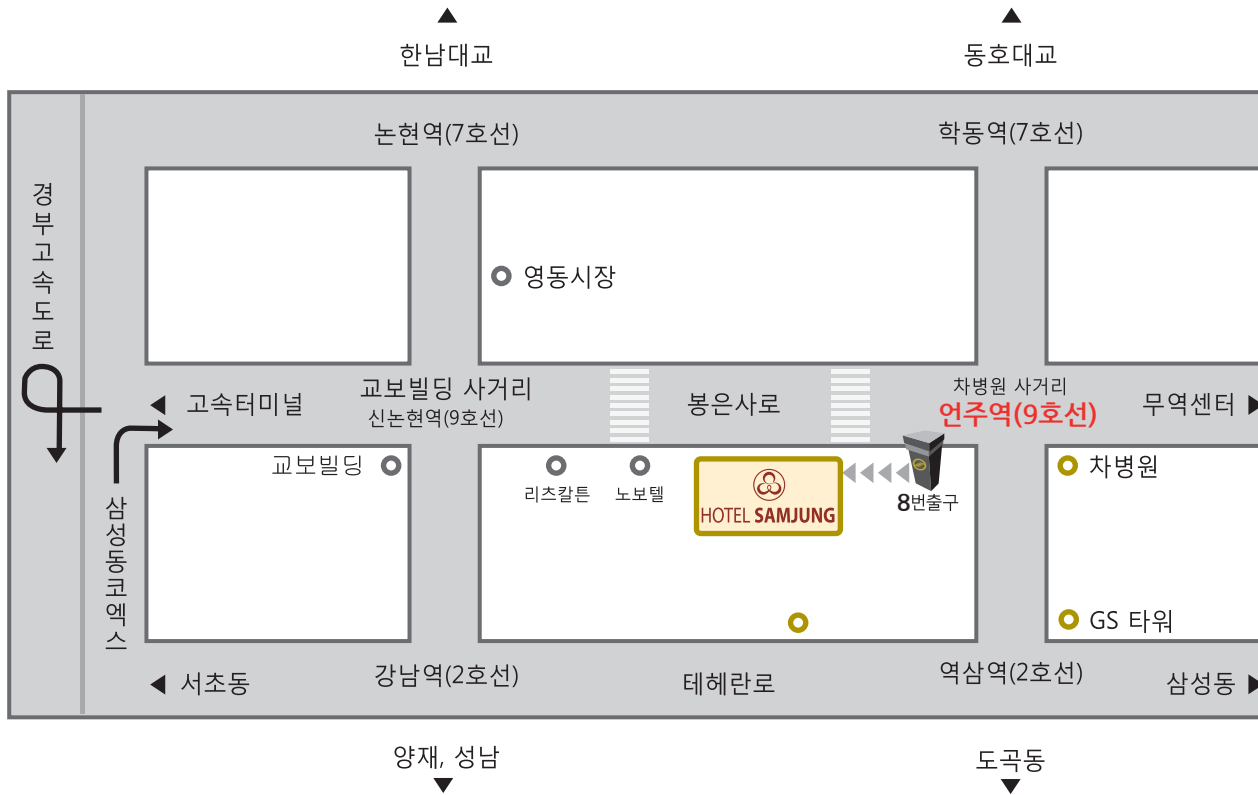 한남대교
동호대교
논현역(7호선)
학동역(7호선)
경부고속도로
영동시장
고속터미널
교보빌딩 사거리
신논현역(9호선)
봉은사로
차병원 사거리
언주역(9호선)
무역센터
교보빌딩
리츠칼튼
노보텔
HOTEL SAMJUNG
8번출구
차병원
삼성동코엑스
GS 타워
서초동
강남역(2호선)
테헤란로
역삼역(2호선)
삼성동
양재, 성남
도곡동